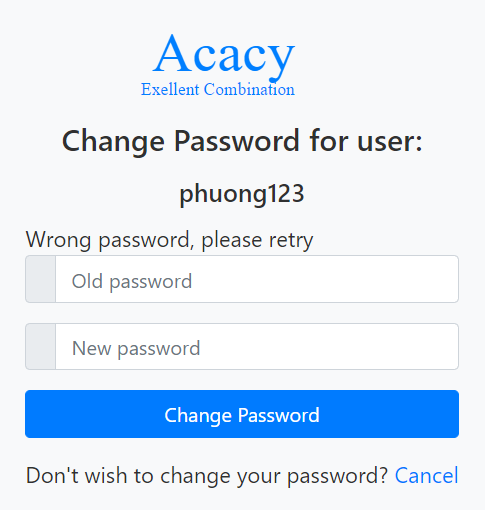 Acacy
Exellent Combination
Change Password for user:
phuong123
Wrong password, please retry
Old password
New password
Change Password
Don't wish to change your password? Cancel